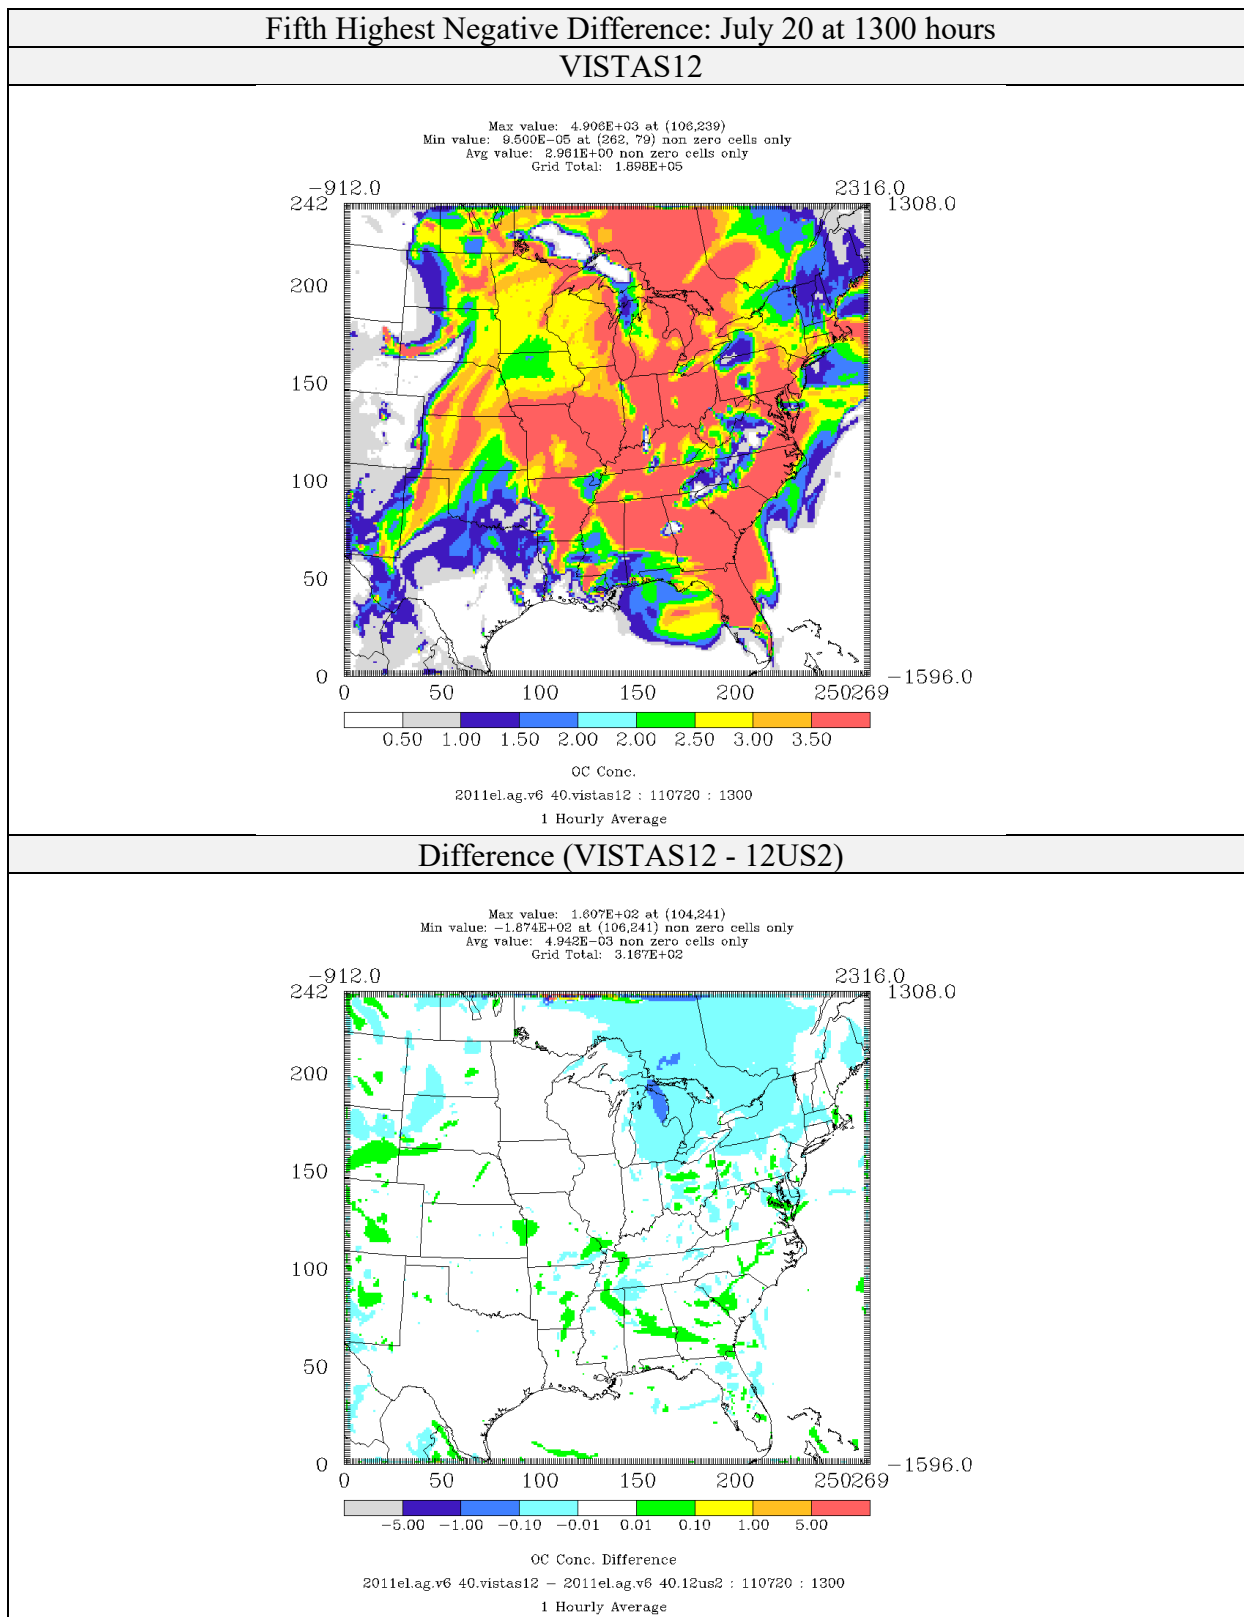 Fifth Highest Negative Difference: July 20 at 1300 hours
VISTAS12
Max value: 4.906E+03 at (106,239)
Min value: 9.500E-05 at (262, 79) non zero cells only
Avg value: 2.961E+00 non zero cells only
Grid Total: 1.898E+05
-912.0 2316.0
242 1308.0
200
150
100
50
0 -1596.0
0 50 100 150 200 250 269
0.50 1.00 1.50 2.00 2.00 2.50 3.00 3.50
OC Conc.
2011el.ag.v6 40.vistas12 : 110720 : 1300
1 Hourly Average
Difference (VISTAS12 - 12US2)
Max value: 1.607E+02 at (104,241)
Min value: -1.874E+02 at (106,241) non zero cells only
Avg value: 4.942E-03 non zero cells only
Grid Total: 3.167E+02
-912.0 2316.0
242 1308.0
200
150
100
50
0 -1596.0
0 50 100 150 200 250 269
-5.00 -1.00 -0.10 -0.01 0.01 0.10 1.00 5.00
OC Conc. Difference
2011el.ag.v6 40.vistas12 - 2011el.ag.v6 40.12us2 : 110720 : 1300
1 Hourly Average